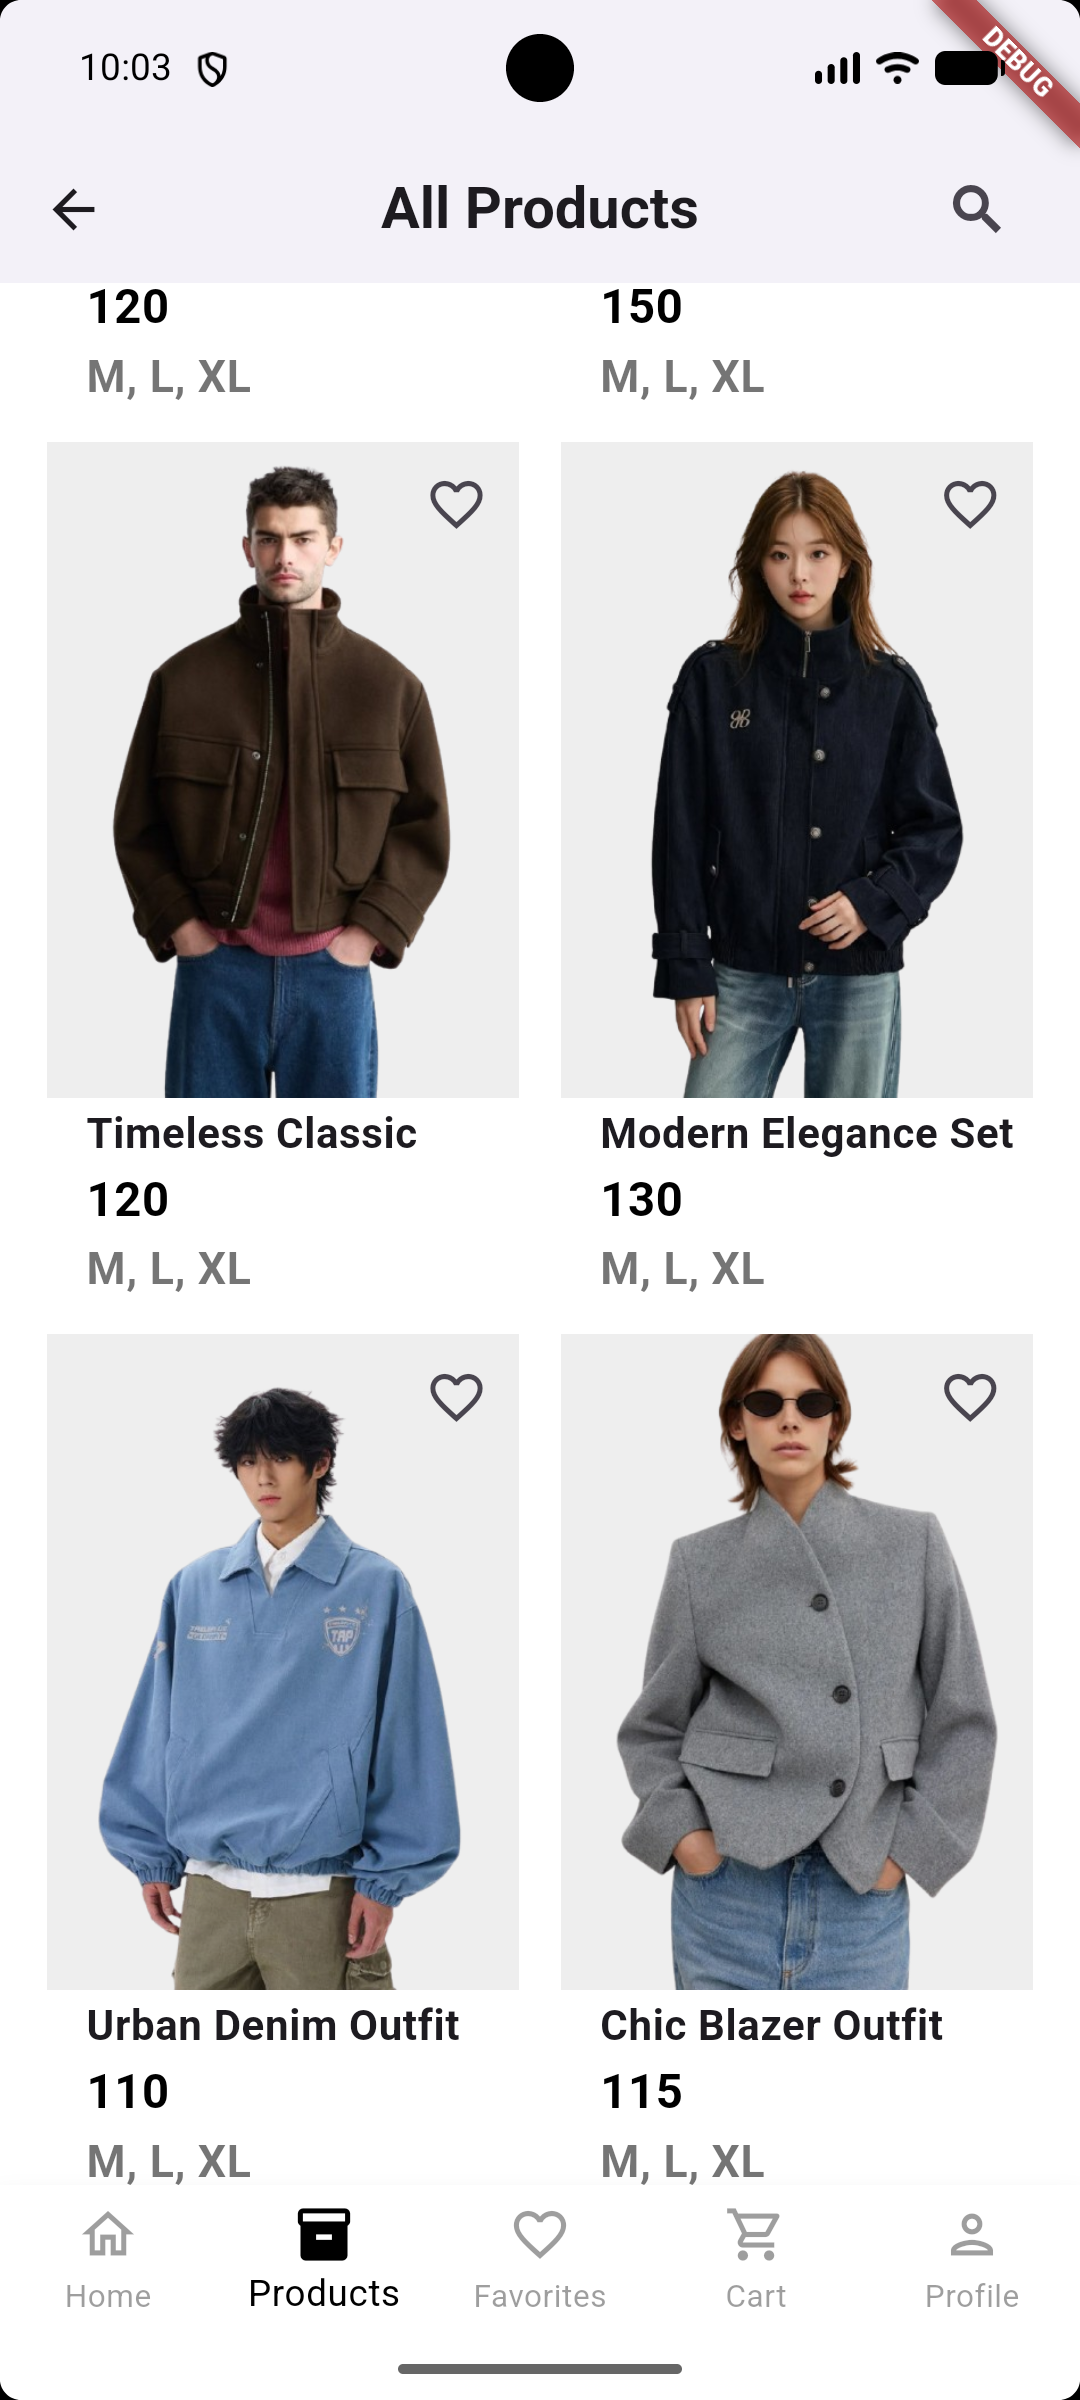 10:03
DEBUG
All Products
120
150
M, L, XL
M, L, XL
Timeless Classic
Modern Elegance Set
120
130
M, L, XL
M, L, XL
TAP
Urban Denim Outfit
Chic Blazer Outfit
110
115
M, L, XL
M, L, XL
Home
Products
Favorites
Cart
Profile